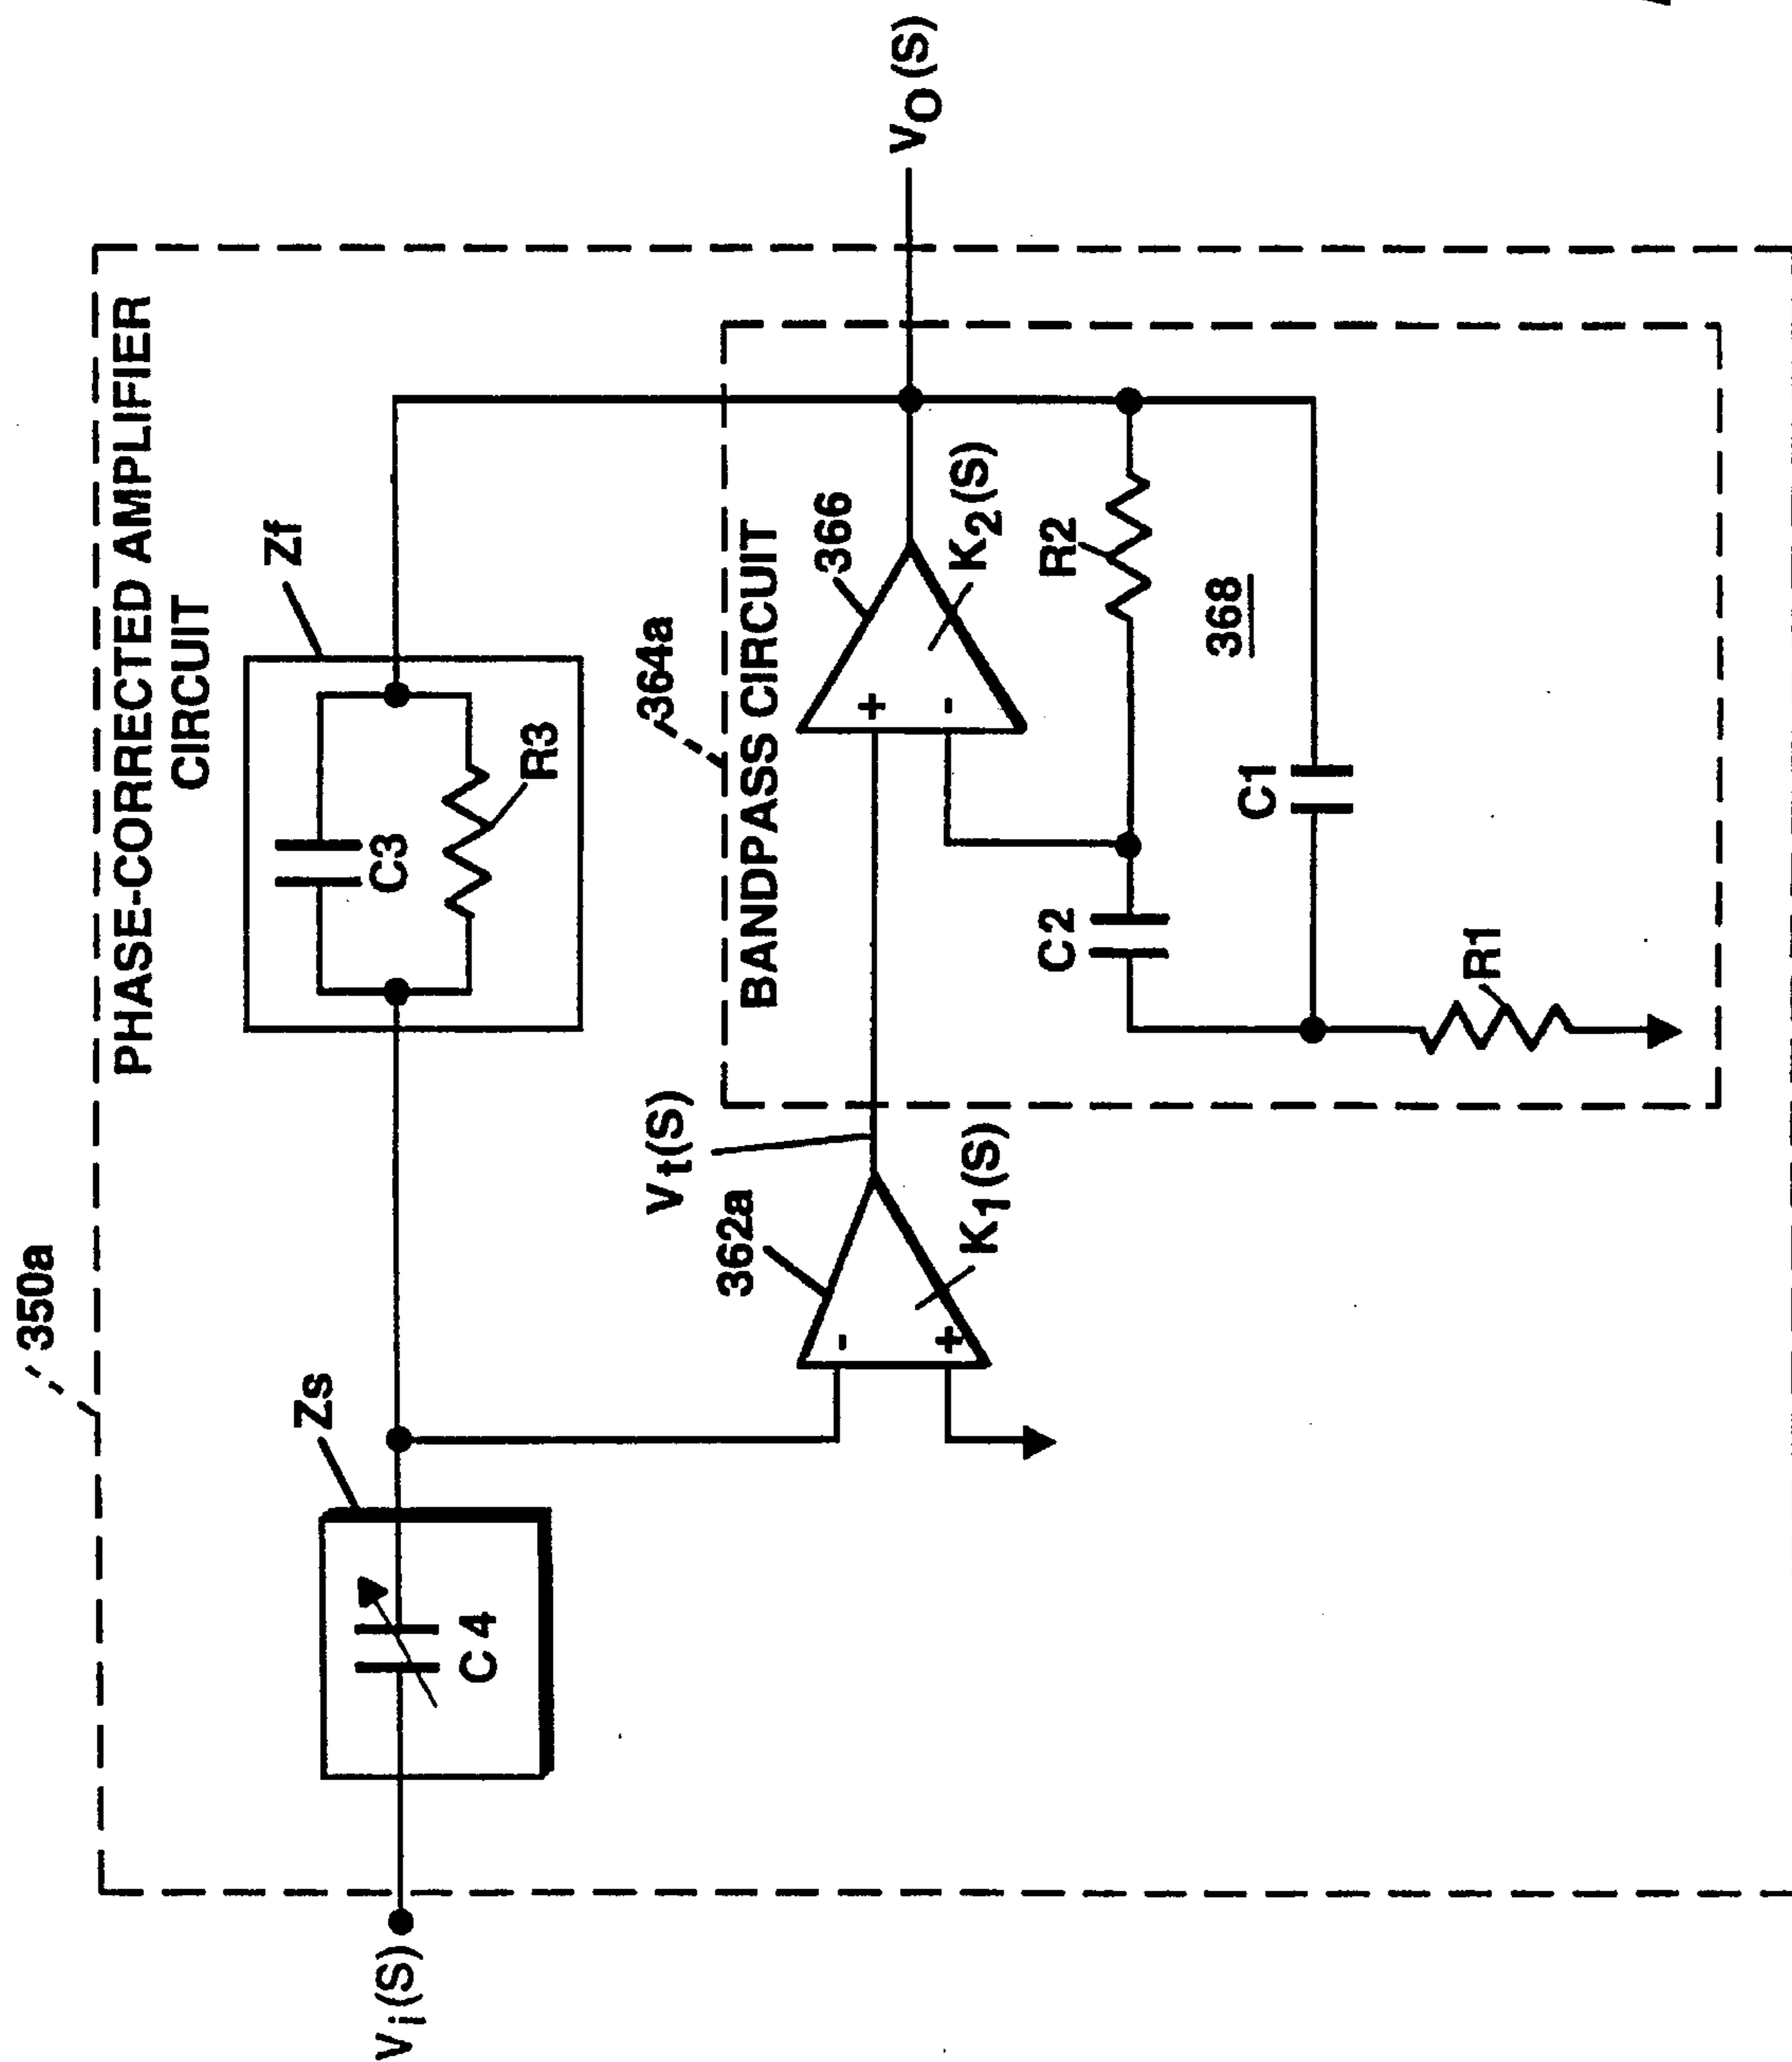 350a
PHASE-CORRECTED AMPLIFIER
CIRCUIT
Zf
C3
R3
Zs
C4
Vi(S)
Vt(S)
362a
-
+
K1(S)
364a
BANDPASS CIRCUIT
366
+
-
K2(S)
R2
368
C2
C1
R1
VO(S)